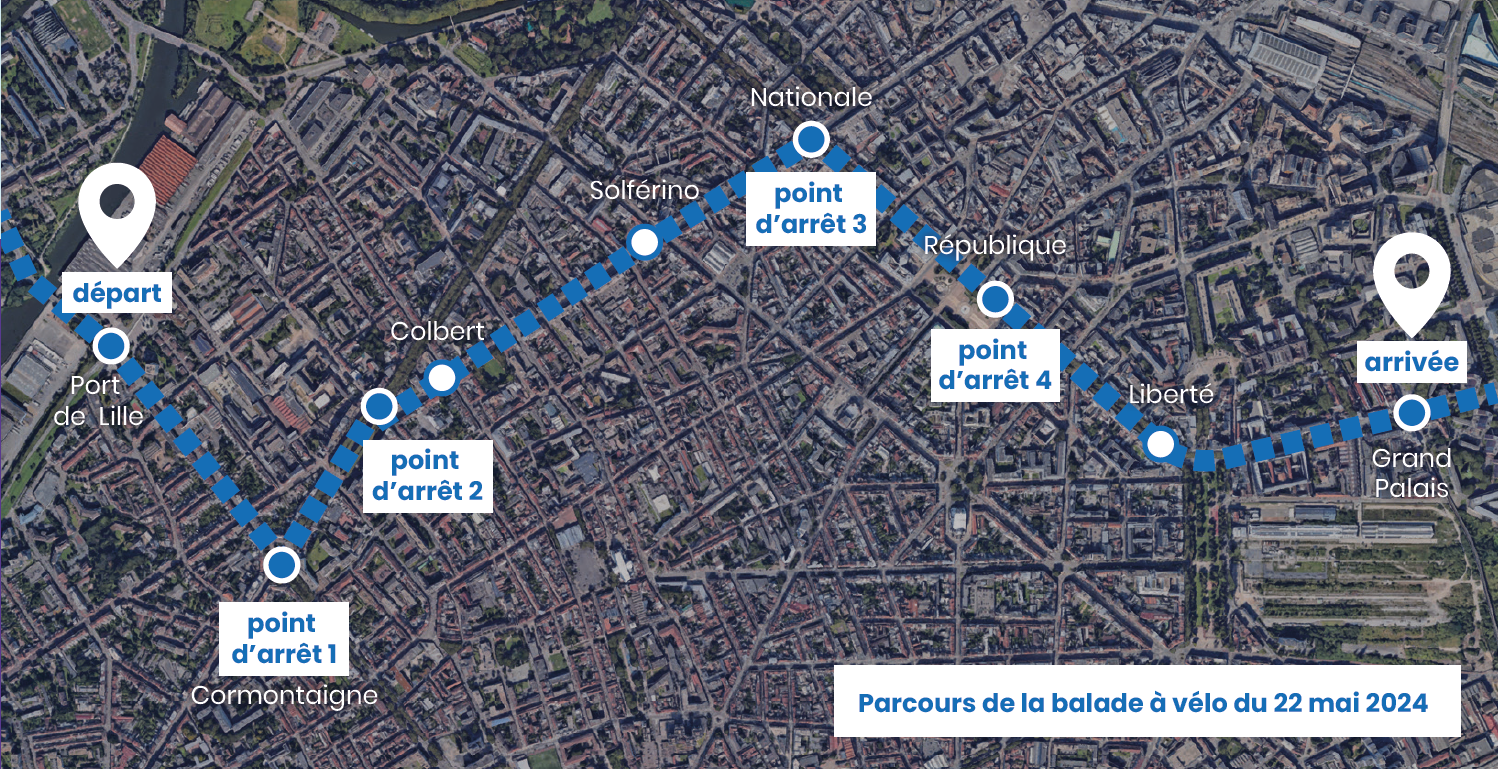 Nationale
Solférino
point
d'arrêt 3
République
départ
Colbert
point
d'arrêt 4
arrivée
Port
de Lille
Liberté
point
d'arrêt 2
Grand
Palais
point
d'arrêt 1
Cormontaigne
Parcours de la balade à vélo du 22 mai 2024